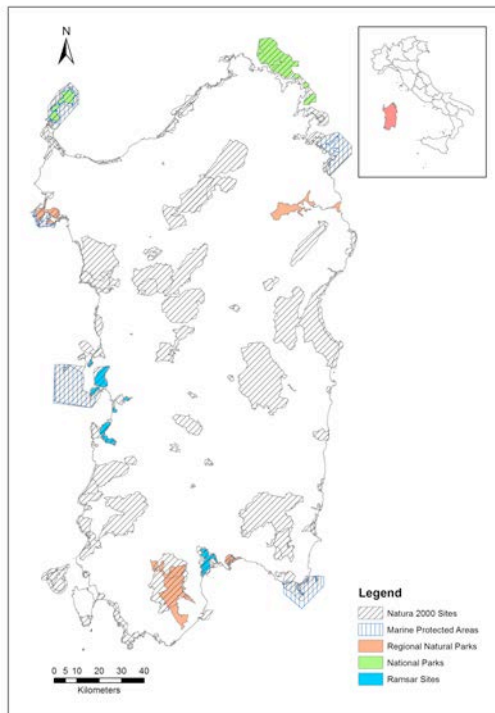 N
Legend
Natura 2000 Sites
Marine Protected Areas
Regional Natural Parks
National Parks
Ramsar Sites
0 5 10 20 30 40
Kilometers